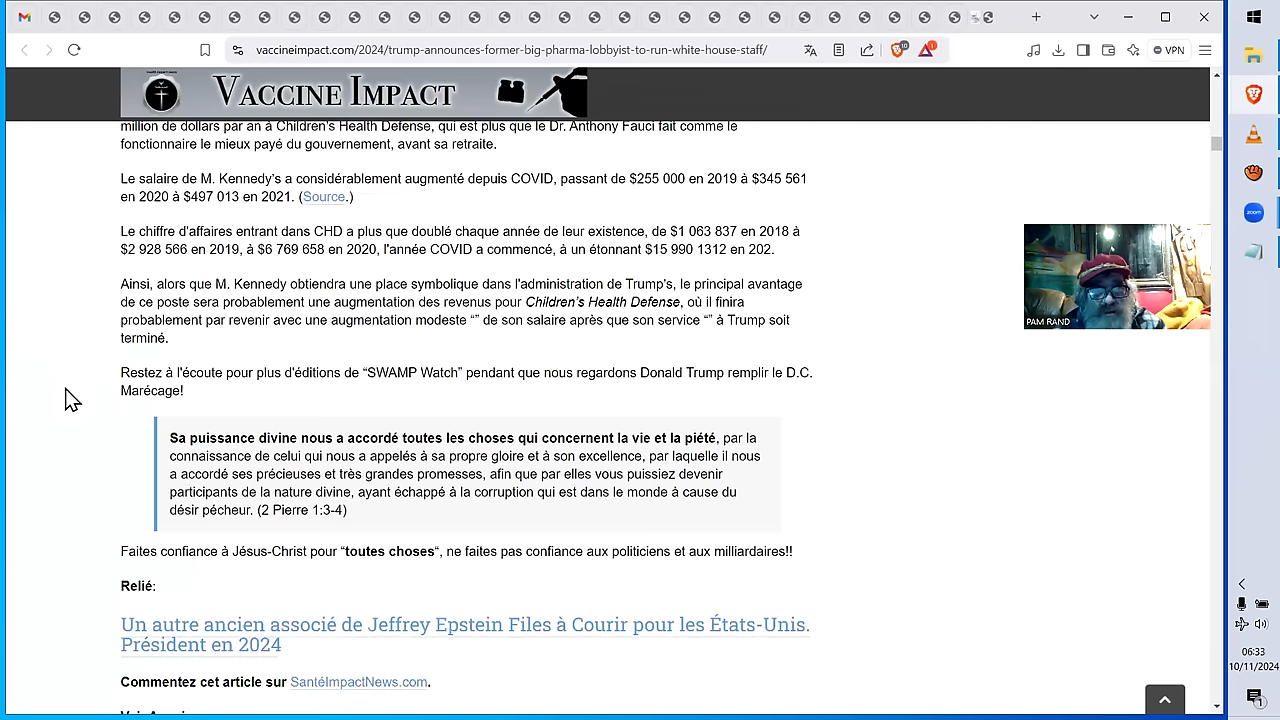 vaccineimpact.com/2024/trump-announces-former-big-pharma-lobbyist-to-run-white-house-staff/
10
1
VPN
VACCINE IMPACT
million de dollars par an à Children's Health Defense, qui est plus que le Dr. Anthony Fauci fait comme le
fonctionnaire le mieux payé du gouvernement, avant sa retraite.
Le salaire de M. Kennedy's a considérablement augmenté depuis COVID, passant de $255 000 en 2019 à $345 561
en 2020 à $497 013 en 2021. (Source.)
Le chiffre d'affaires entrant dans CHD a plus que doublé chaque année de leur existence, de $1 063 837 en 2018 à
$2 928 566 en 2019, à $6 769 658 en 2020, l'année COVID a commencé, à un étonnant $15 990 1312 en 202.
Ainsi, alors que M. Kennedy obtiendra une place symbolique dans l'administration de Trump's, le principal avantage
de ce poste sera probablement une augmentation des revenus pour Children's Health Defense, où il finira
probablement par revenir avec une augmentation modeste “” de son salaire après que son service “” à Trump soit
terminé.
Restez à l'écoute pour plus d'éditions de “SWAMP Watch” pendant que nous regardons Donald Trump remplir le D.C.
Marécage!
Sa puissance divine nous a accordé toutes les choses qui concernent la vie et la piété, par la
connaissance de celui qui nous a appelés à sa propre gloire et à son excellence, par laquelle il nous
a accordé ses précieuses et très grandes promesses, afin que par elles vous puissiez devenir
participants de la nature divine, ayant échappé à la corruption qui est dans le monde à cause du
désir pécheur. (2 Pierre 1:3-4)
Faites confiance à Jésus-Christ pour “toutes choses“, ne faites pas confiance aux politiciens et aux milliardaires!!
Relié:
Un autre ancien associé de Jeffrey Epstein Files à Courir pour les États-Unis.
Président en 2024
Commentez cet article sur SantéImpactNews.com.
PAM RAND
zoom
06:33
10/11/2024
1